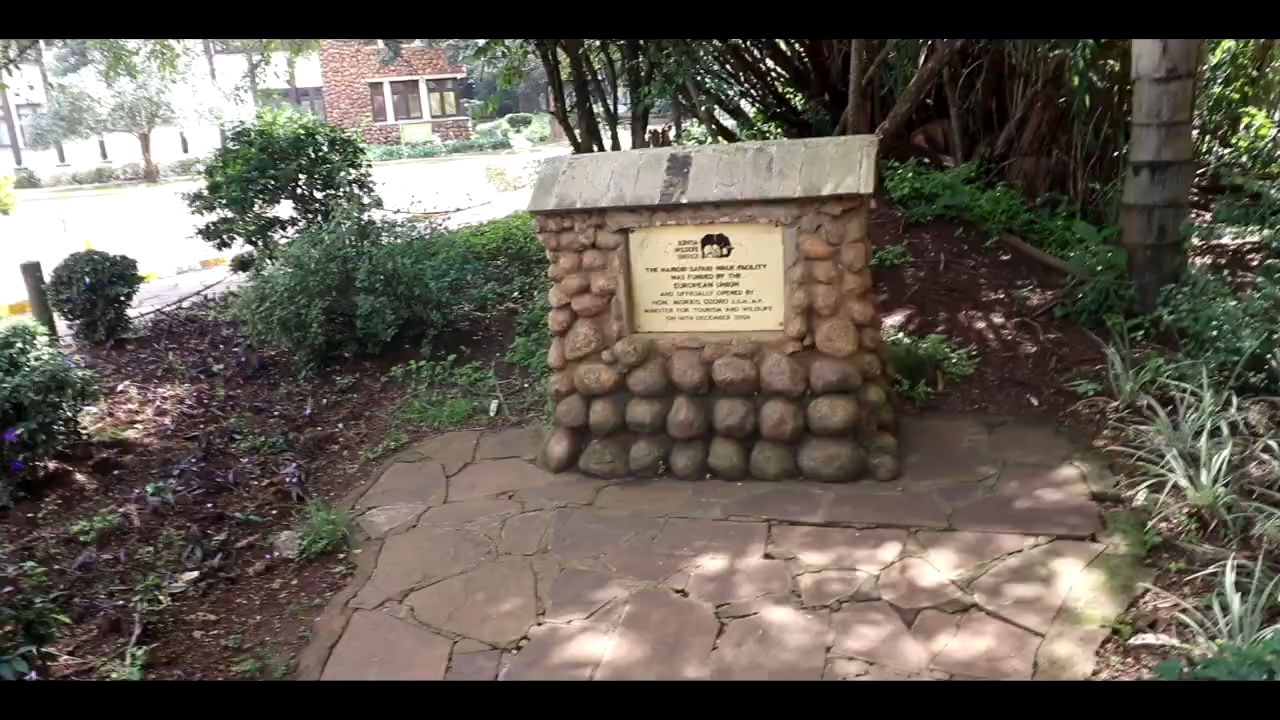 KENYA
WILDLIFE
SERVICE
THE NAIROBI SAFARI WALK FACILITY
WAS FUNDED BY THE
EUROPEAN UNION
AND OFFICIALLY OPENED BY
HON. MORRIS DZORO E.G.H., M.P.
MINISTER FOR TOURISM AND WILDLIFE
ON 14TH DECEMBER 2004